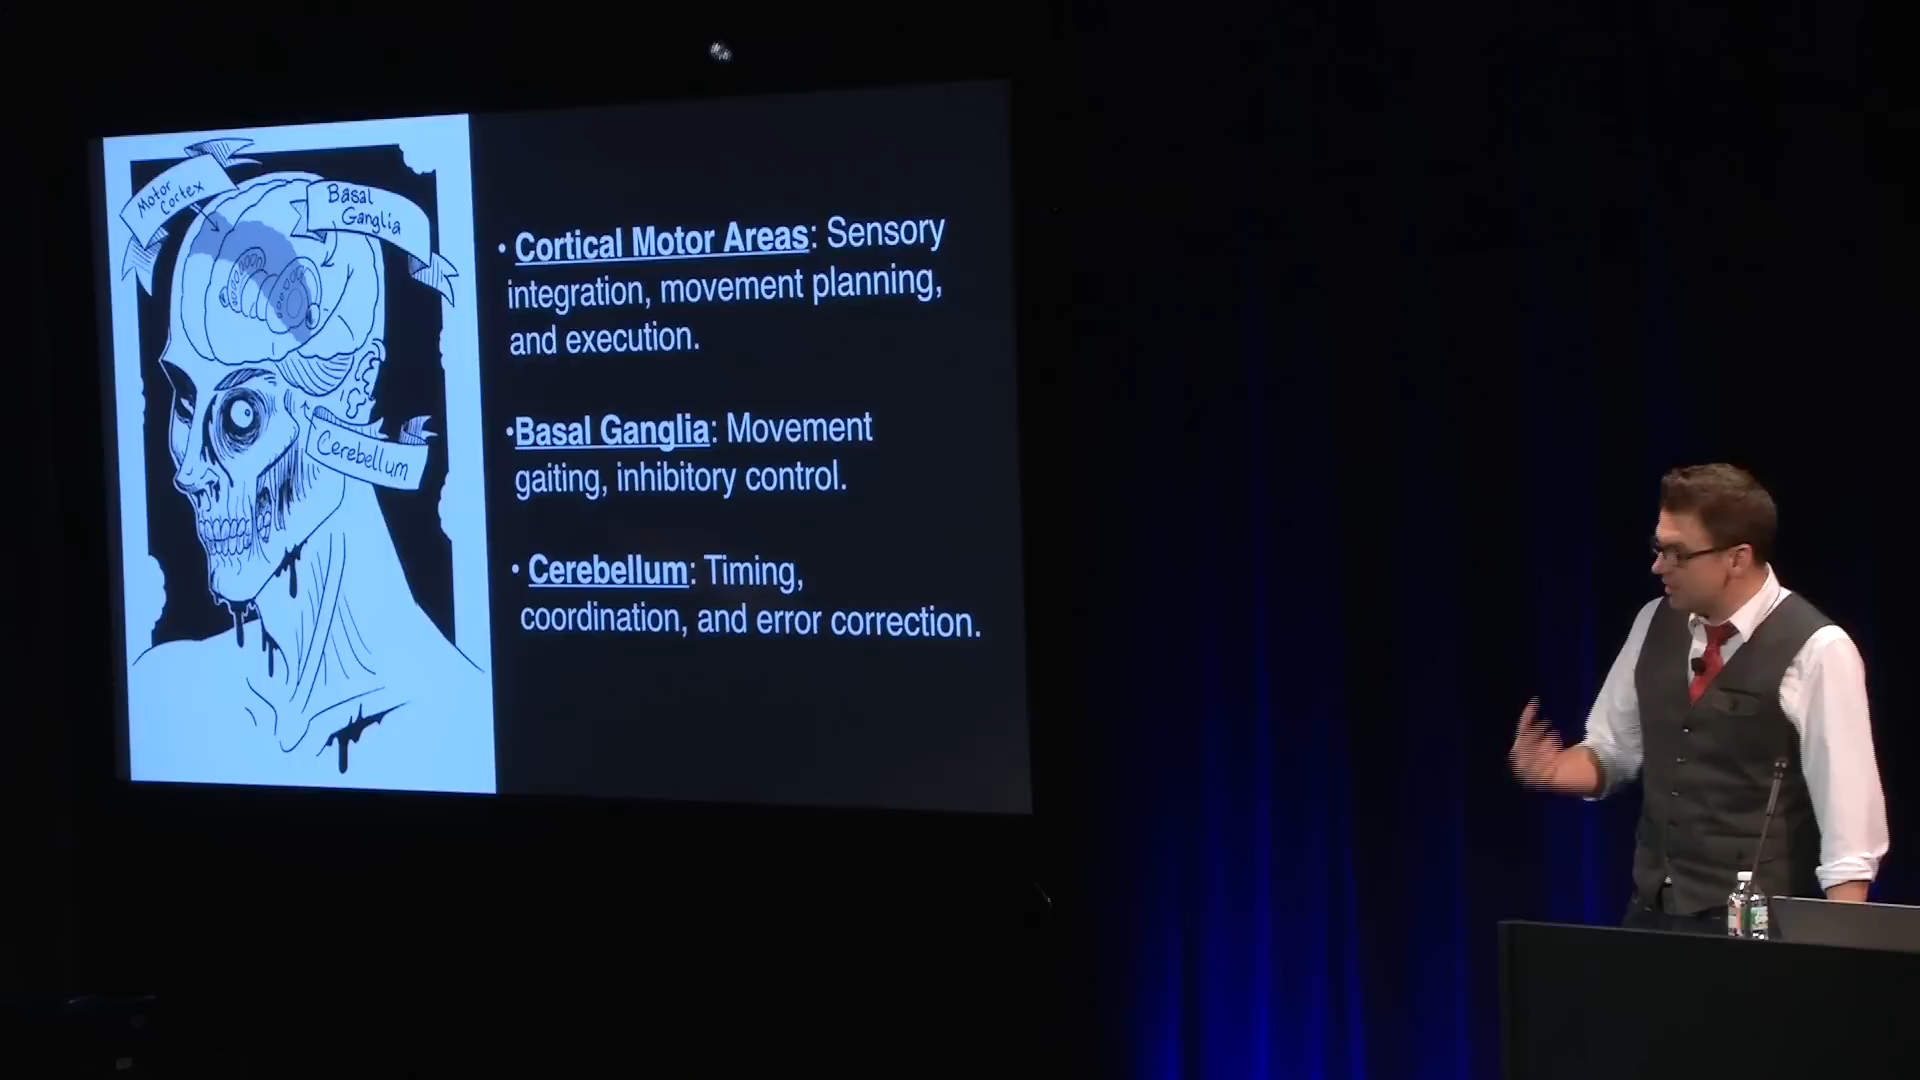 Motor
Cortex
Basal
Ganglia
Cerebellum
• Cortical Motor Areas: Sensory
integration, movement planning,
and execution.
•Basal Ganglia: Movement
gaiting, inhibitory control.
• Cerebellum: Timing,
coordination, and error correction.